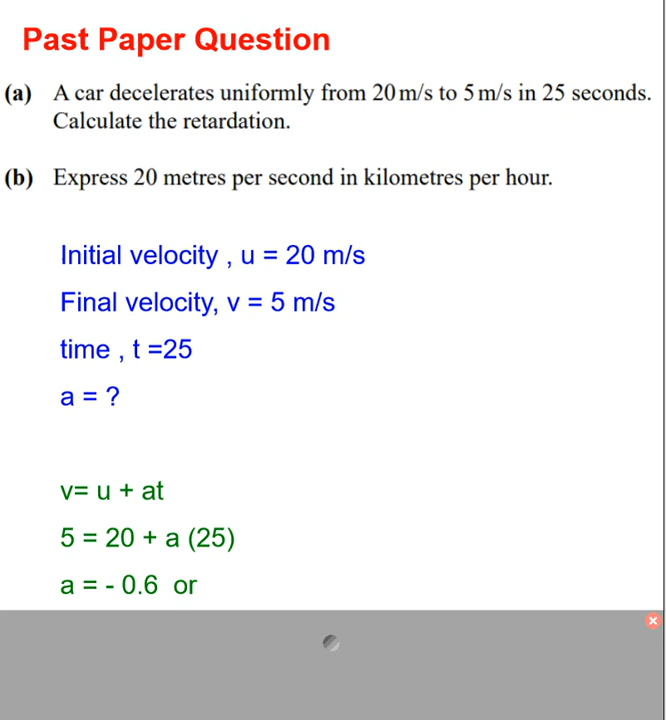 Past Paper Question
(a) A car decelerates uniformly from 20 m/s to 5 m/s in 25 seconds.
Calculate the retardation.
(b) Express 20 metres per second in kilometres per hour.
Initial velocity , u = 20 m/s
Final velocity, v = 5 m/s
time , t =25
a = ?
v= u + at
5 = 20 + a (25)
a = - 0.6 or